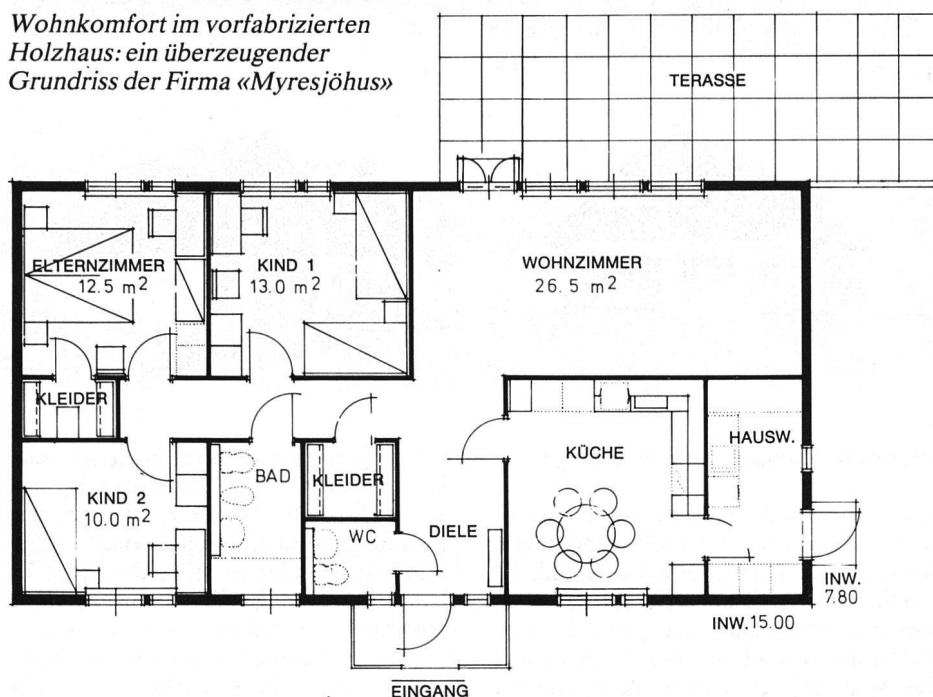 Wohnkomfort im vorfabrizierten
Holzhaus: ein überzeugender
Grundriss der Firma «Myresjöhus»
TERASSE
ELTERNZIMMER
12.5 m²
KIND 1
13.0 m²
WOHNZIMMER
26.5 m²
KLEIDER
KIND 2
10.0 m²
BAD
KLEIDER
WC
DIELE
KÜCHE
HAUSW.
INW.
7.80
INW.15.00
EINGANG